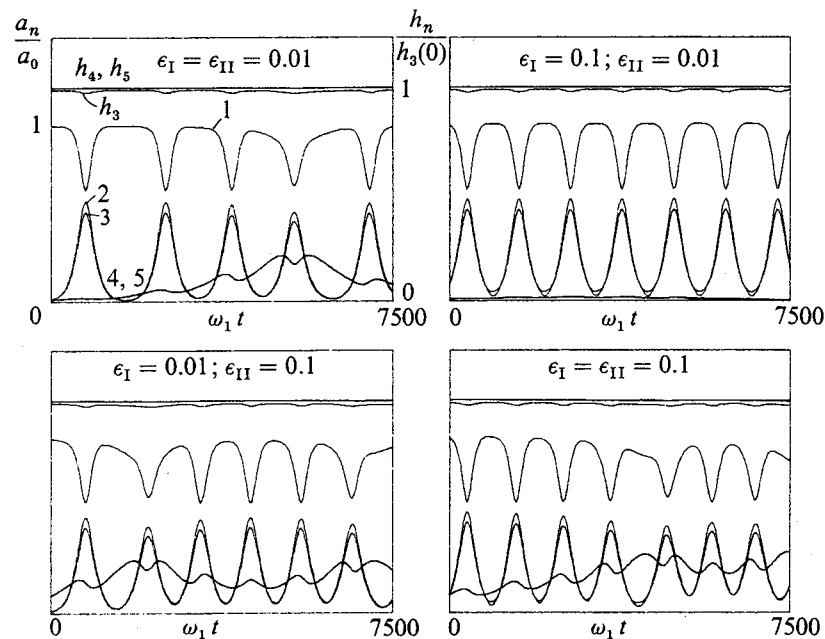 a_n/a_0
h_n/h_3(0)
ε_I = ε_II = 0.01
h_4, h_5
h_3
1
1
1
2
3
4, 5
0
0
ω_1 t
7500
ε_I = 0.1; ε_II = 0.01
0
ω_1 t
7500
ε_I = 0.01; ε_II = 0.1
0
ω_1 t
7500
ε_I = ε_II = 0.1
0
ω_1 t
7500